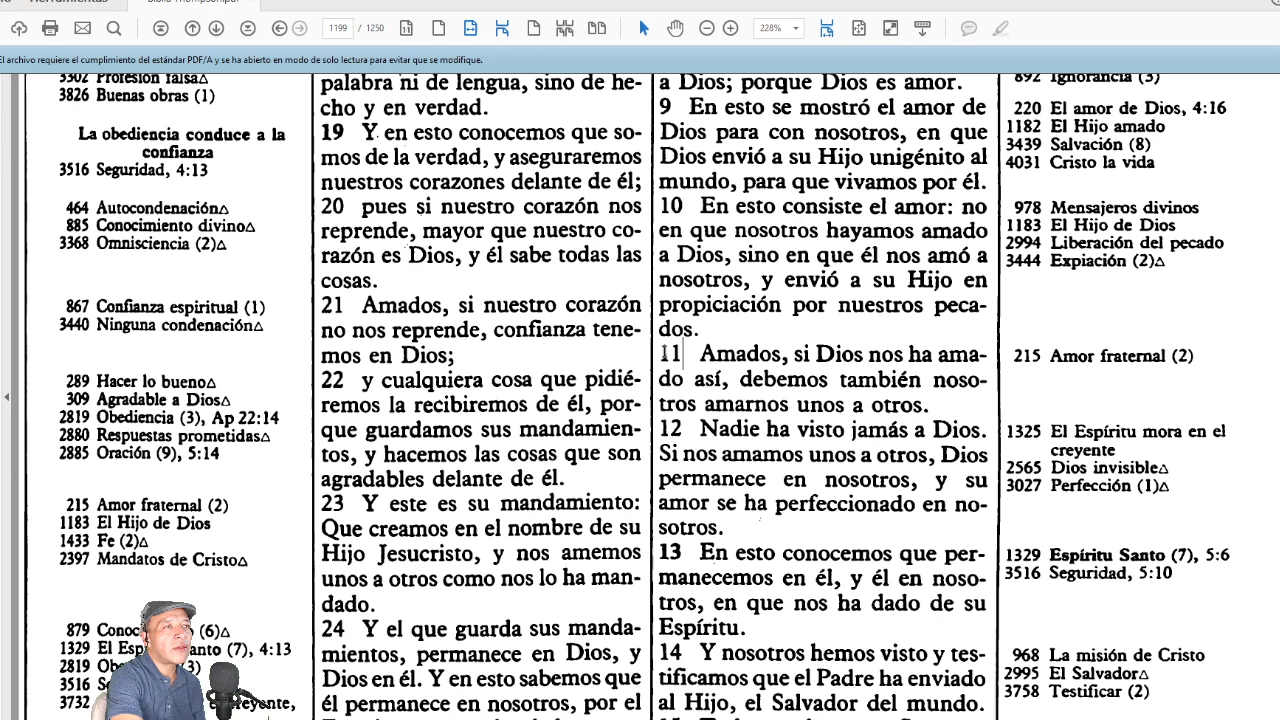 Herramientas
1199 / 1250
228%
El archivo requiere el cumplimiento del estándar PDF/A y se ha abierto en modo de solo lectura para evitar que se modifique.
3302 Profesión falsa△
3826 Buenas obras (1)
La obediencia conduce a la
confianza
3516 Seguridad, 4:13
464 Autocondenación△
885 Conocimiento divino△
3368 Omnisciencia (2)△
867 Confianza espiritual (1)
3440 Ninguna condenación△
289 Hacer lo bueno△
309 Agradable a Dios△
2819 Obediencia (3), Ap 22:14
2880 Respuestas prometidas△
2885 Oración (9), 5:14
215 Amor fraternal (2)
1183 El Hijo de Dios
1433 Fe (2)△
2397 Mandatos de Cristo△
879 (6)△
1329 El (7), 4:13
2819
3516
3732
palabra ni de lengua, sino de he-
cho y en verdad.
19 Y en esto conocemos que so-
mos de la verdad, y aseguraremos
nuestros corazones delante de él;
20 pues si nuestro corazón nos
reprende, mayor que nuestro co-
razón es Dios, y él sabe todas las
cosas.
21 Amados, si nuestro corazón
no nos reprende, confianza tene-
mos en Dios;
22 y cualquiera cosa que pidié-
remos la recibiremos de él, por-
que guardamos sus mandamien-
tos, y hacemos las cosas que son
agradables delante de él.
23 Y este es su mandamiento:
Que creamos en el nombre de su
Hijo Jesucristo, y nos amemos
unos a otros como nos lo ha man-
dado.
24 Y el que guarda sus manda-
mientos, permanece en Dios, y
Dios en él. Y en esto sabemos que
él permanece en nosotros, por el
a Dios; porque Dios es amor.
9 En esto se mostró el amor de
Dios para con nosotros, en que
Dios envió a su Hijo unigénito al
mundo, para que vivamos por él.
10 En esto consiste el amor: no
en que nosotros hayamos amado
a Dios, sino en que él nos amó a
nosotros, y envió a su Hijo en
propiciación por nuestros peca-
dos.
11 Amados, si Dios nos ha ama-
do así, debemos también noso-
tros amarnos unos a otros.
12 Nadie ha visto jamás a Dios.
Si nos amamos unos a otros, Dios
permanece en nosotros, y su
amor se ha perfeccionado en no-
sotros.
13 En esto conocemos que per-
manecemos en él, y él en noso-
tros, en que nos ha dado de su
Espíritu.
14 Y nosotros hemos visto y tes-
tificamos que el Padre ha enviado
al Hijo, el Salvador del mundo.
892 Ignorancia (3)
220 El amor de Dios, 4:16
1182 El Hijo amado
3439 Salvación (8)
4031 Cristo la vida
978 Mensajeros divinos
1183 El Hijo de Dios
2994 Liberación del pecado
3444 Expiación (2)△
215 Amor fraternal (2)
1325 El Espíritu mora en el
creyente
2565 Dios invisible△
3027 Perfección (1)△
1329 Espíritu Santo (7), 5:6
3516 Seguridad, 5:10
968 La misión de Cristo
2995 El Salvador△
3758 Testificar (2)